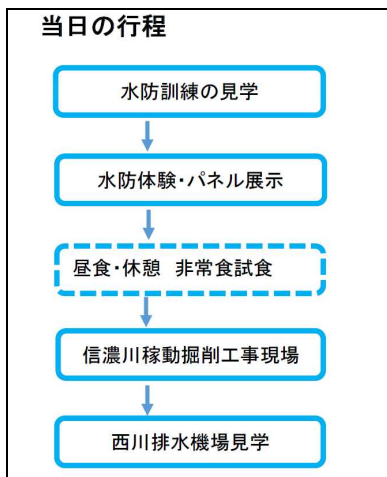 当日の行程
水防訓練の見学
水防体験・パネル展示
昼食・休憩 非常食試食
信濃川稼動掘削工事現場
西川排水機場見学